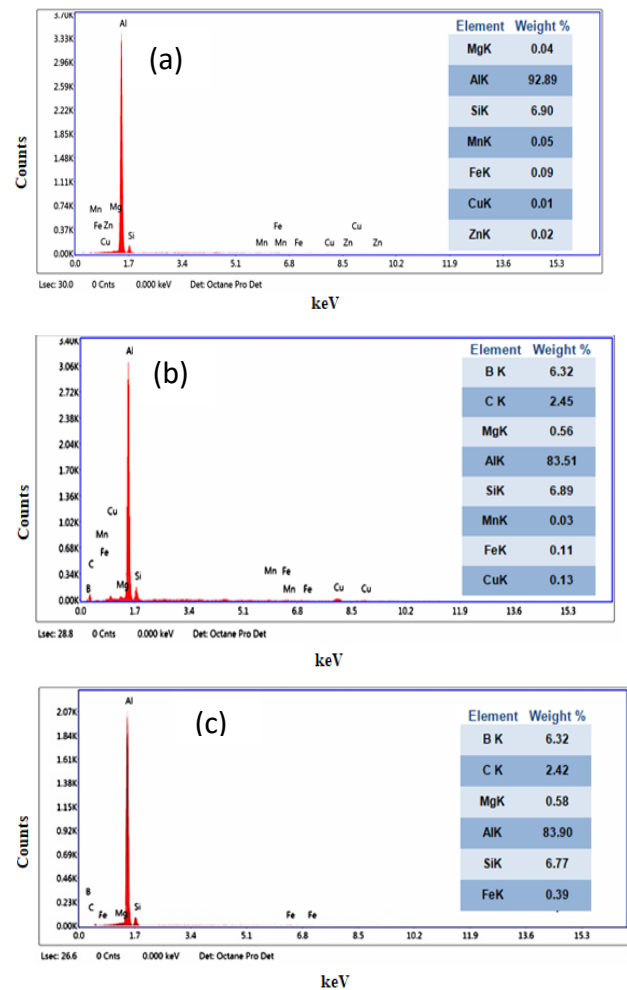 3.70K
Al
3.33K
(a)
2.96K
2.59K
2.22K
1.85K
1.48K
1.11K
0.74K
0.37K
0.00K
Counts
Mn
Mg
Fe Zn
Cu
Si
Fe
Cu
Mn Mn Fe Cu Zn Zn
0.0 1.7 3.4 5.1 6.8 8.5 10.2 11.9 13.6 15.3
Lsec: 30.0 0 Cnts 0.000 keV Det: Octane Pro Det
keV
Element Weight %
MgK 0.04
AlK 92.89
SiK 6.90
MnK 0.05
FeK 0.09
CuK 0.01
ZnK 0.02
3.40K
Al
3.06K
(b)
2.72K
2.38K
2.04K
1.70K
1.36K
1.02K
0.68K
0.34K
0.00K
Counts
Cu
Mn
Fe
C
B
Mg
Si
Mn Fe
Mn Fe Cu Cu
0.0 1.7 3.4 5.1 6.8 8.5 10.2 11.9 13.6 15.3
Lsec: 28.8 0 Cnts 0.000 keV Det: Octane Pro Det
keV
Element Weight %
B K 6.32
C K 2.45
MgK 0.56
AlK 83.51
SiK 6.89
MnK 0.03
FeK 0.11
CuK 0.13
Al
2.07K
(c)
1.84K
1.61K
1.38K
1.15K
0.92K
0.69K
0.46K
0.23K
0.00K
Counts
B
C
Fe
Mg
Si
Fe Fe
0.0 1.7 3.4 5.1 6.8 8.5 10.2 11.9 13.6 15.3
Lsec: 26.6 0 Cnts 0.000 keV Det: Octane Pro Det
keV
Element Weight %
B K 6.32
C K 2.42
MgK 0.58
AlK 83.90
SiK 6.77
FeK 0.39